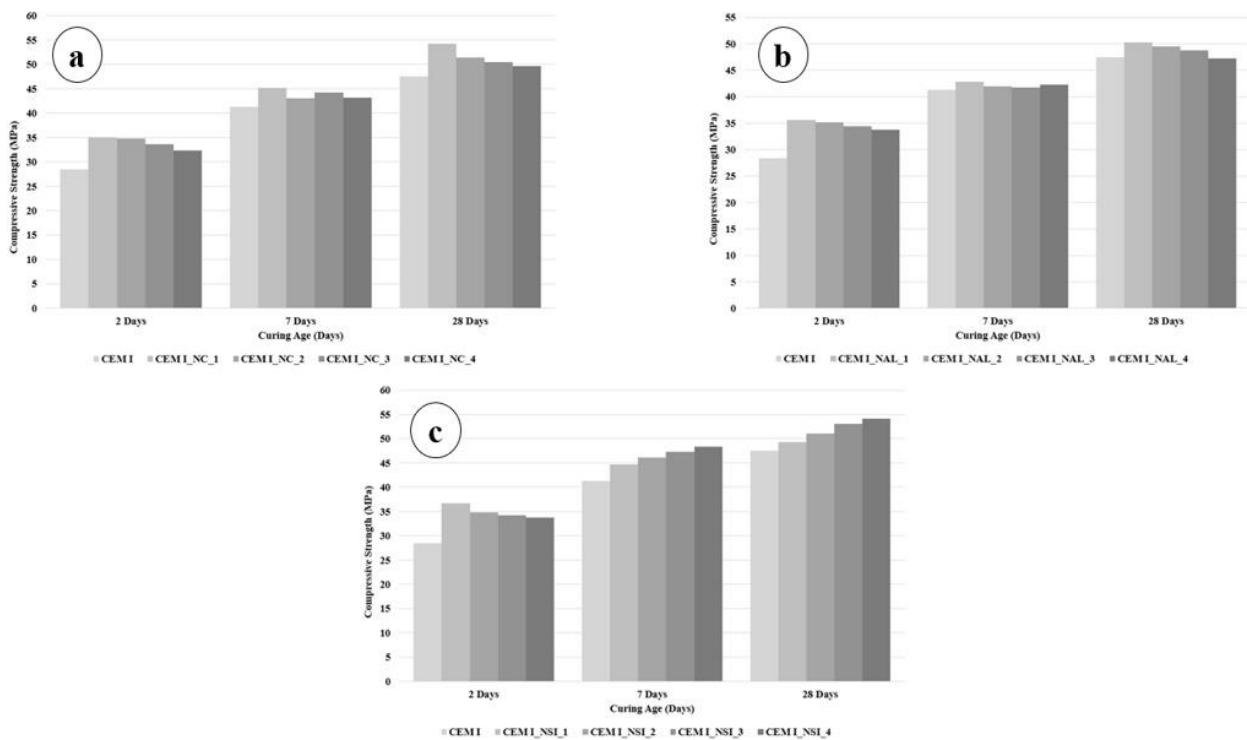 a
Compressive Strength (MPa)
60
55
50
45
40
35
30
25
20
15
10
5
0
2 Days 7 Days 28 Days
Curing Age (Days)
CEM I CEM I_NC_1 CEM I_NC_2 CEM I_NC_3 CEM I_NC_4
b
Compressive Strength (MPa)
55
50
45
40
35
30
25
20
15
10
5
0
2 Days 7 Days 28 Days
Curing Age (Days)
CEM I CEM I_NAL_1 CEM I_NAL_2 CEM I_NAL_3 CEM I_NAL_4
c
Compressive Strength (MPa)
60
55
50
45
40
35
30
25
20
15
10
5
0
2 Days 7 Days 28 Days
Curing Age (Days)
CEM I CEM I_NSI_1 CEM I_NSI_2 CEM I_NSI_3 CEM I_NSI_4